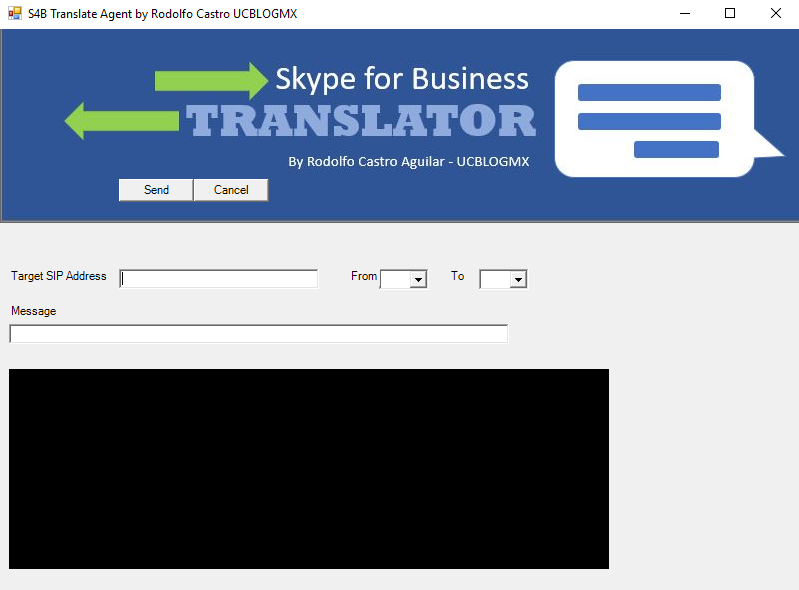 S4B Translate Agent by Rodolfo Castro UCBLOGMX
Skype for Business
TRANSLATOR
By Rodolfo Castro Aguilar - UCBLOGMX
Send Cancel
Target SIP Address From To
Message